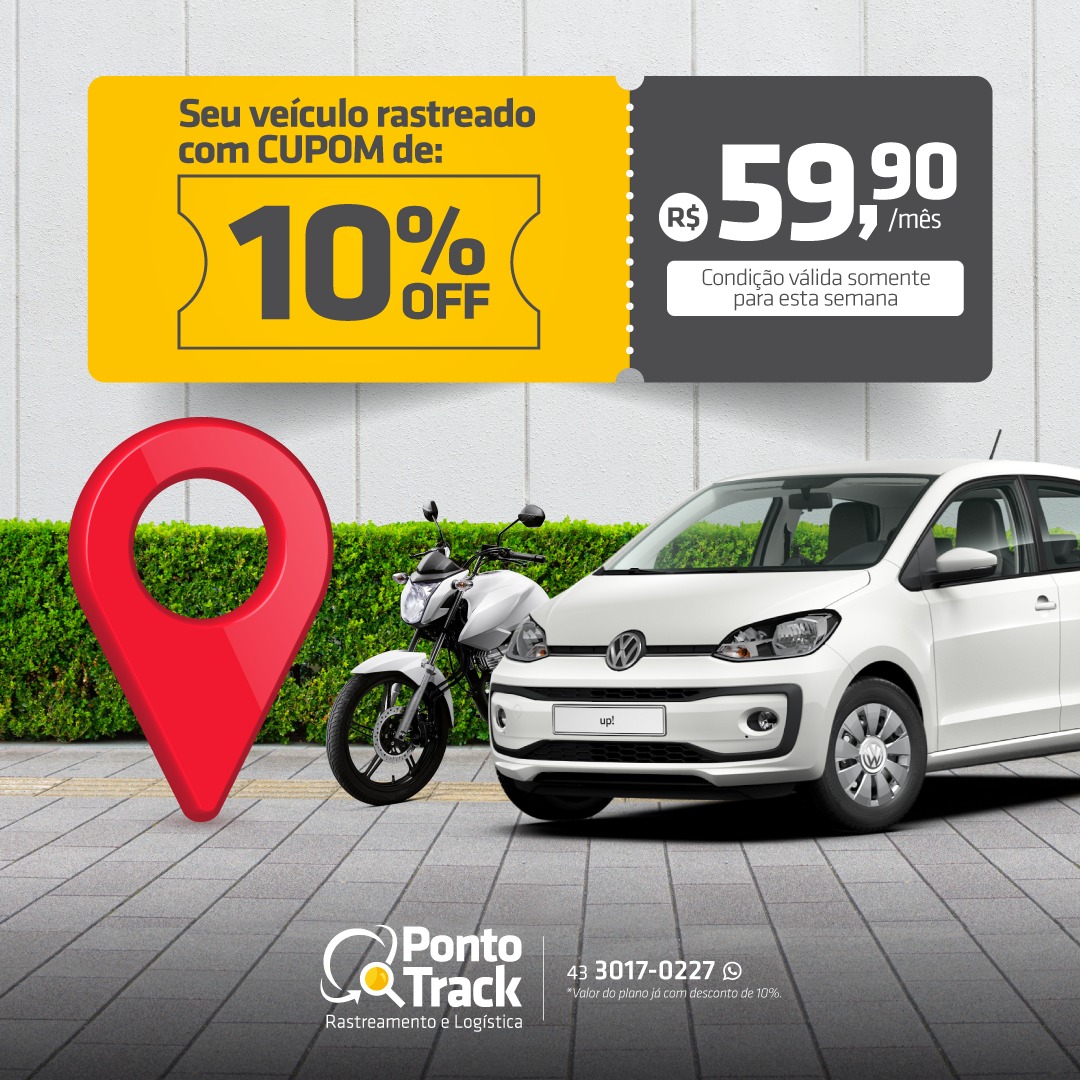 Seu veículo rastreado
com CUPOM de:
10% OFF
R$ 59,90 /mês
Condição válida somente
para esta semana
up!
Ponto
Track
Rastreamento e Logística
43 3017-0227
*Valor do plano já com desconto de 10%.